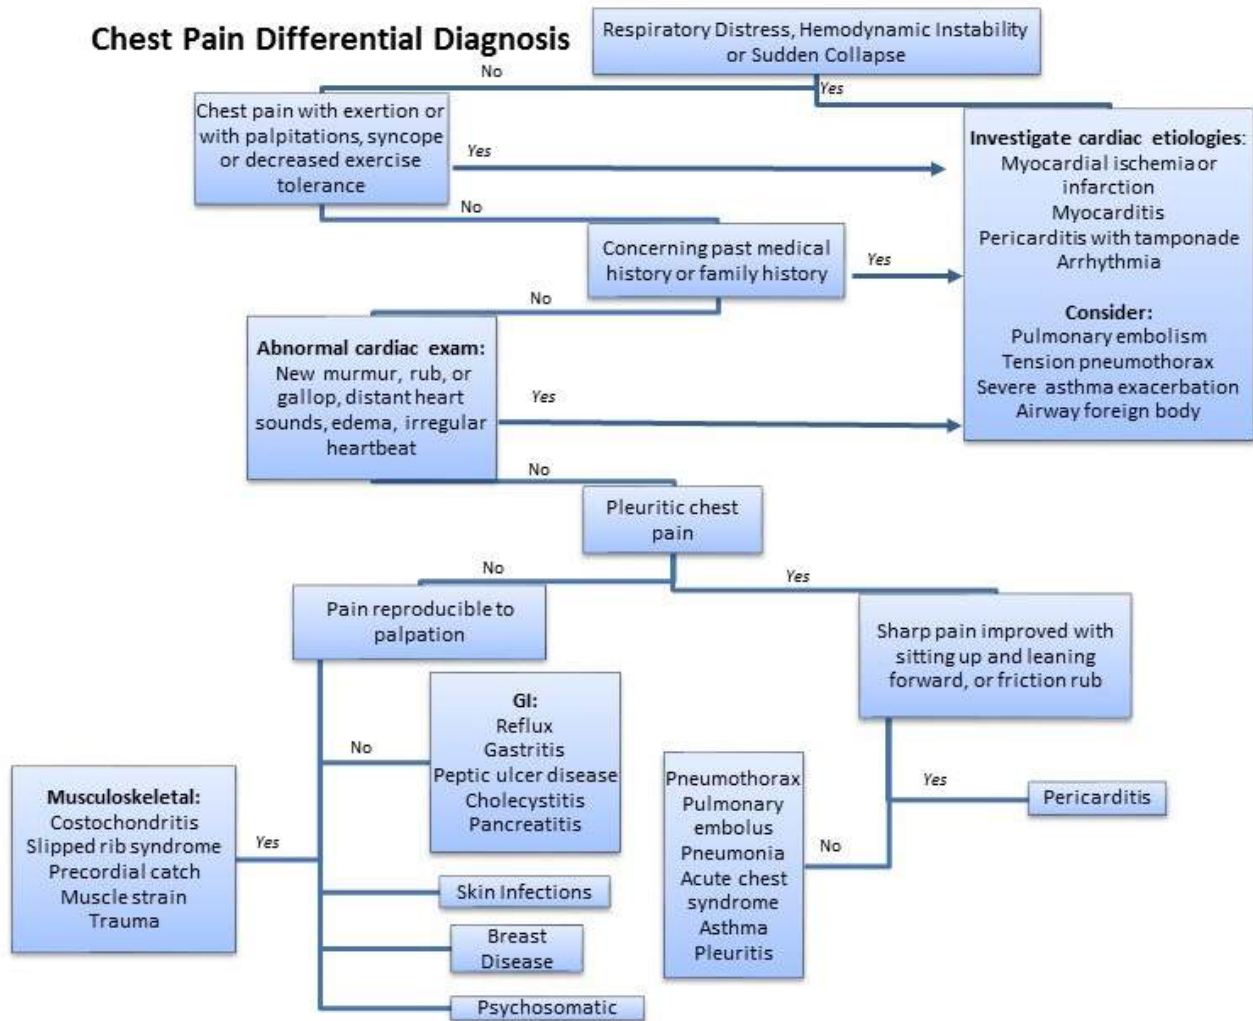 Chest Pain Differential Diagnosis
Respiratory Distress, Hemodynamic Instability
or Sudden Collapse
No
Yes
Chest pain with exertion or
with palpitations, syncope
or decreased exercise
tolerance
Yes
Investigate cardiac etiologies:
Myocardial ischemia or
infarction
Myocarditis
Pericarditis with tamponade
Arrhythmia
Consider:
Pulmonary embolism
Tension pneumothorax
Severe asthma exacerbation
Airway foreign body
No
Concerning past medical
history or family history
Yes
No
Abnormal cardiac exam:
New murmur, rub, or
gallop, distant heart
sounds, edema, irregular
heartbeat
Yes
No
Pleuritic chest
pain
No
Yes
Pain reproducible to
palpation
Sharp pain improved with
sitting up and leaning
forward, or friction rub
GI:
Reflux
Gastritis
Peptic ulcer disease
Cholecystitis
Pancreatitis
No
Musculoskeletal:
Costochondritis
Slipped rib syndrome
Precordial catch
Muscle strain
Trauma
Yes
Skin Infections
Breast
Disease
Psychosomatic
Pneumothorax
Pulmonary
embolus
Pneumonia
Acute chest
syndrome
Asthma
Pleuritis
No
Yes
Pericarditis